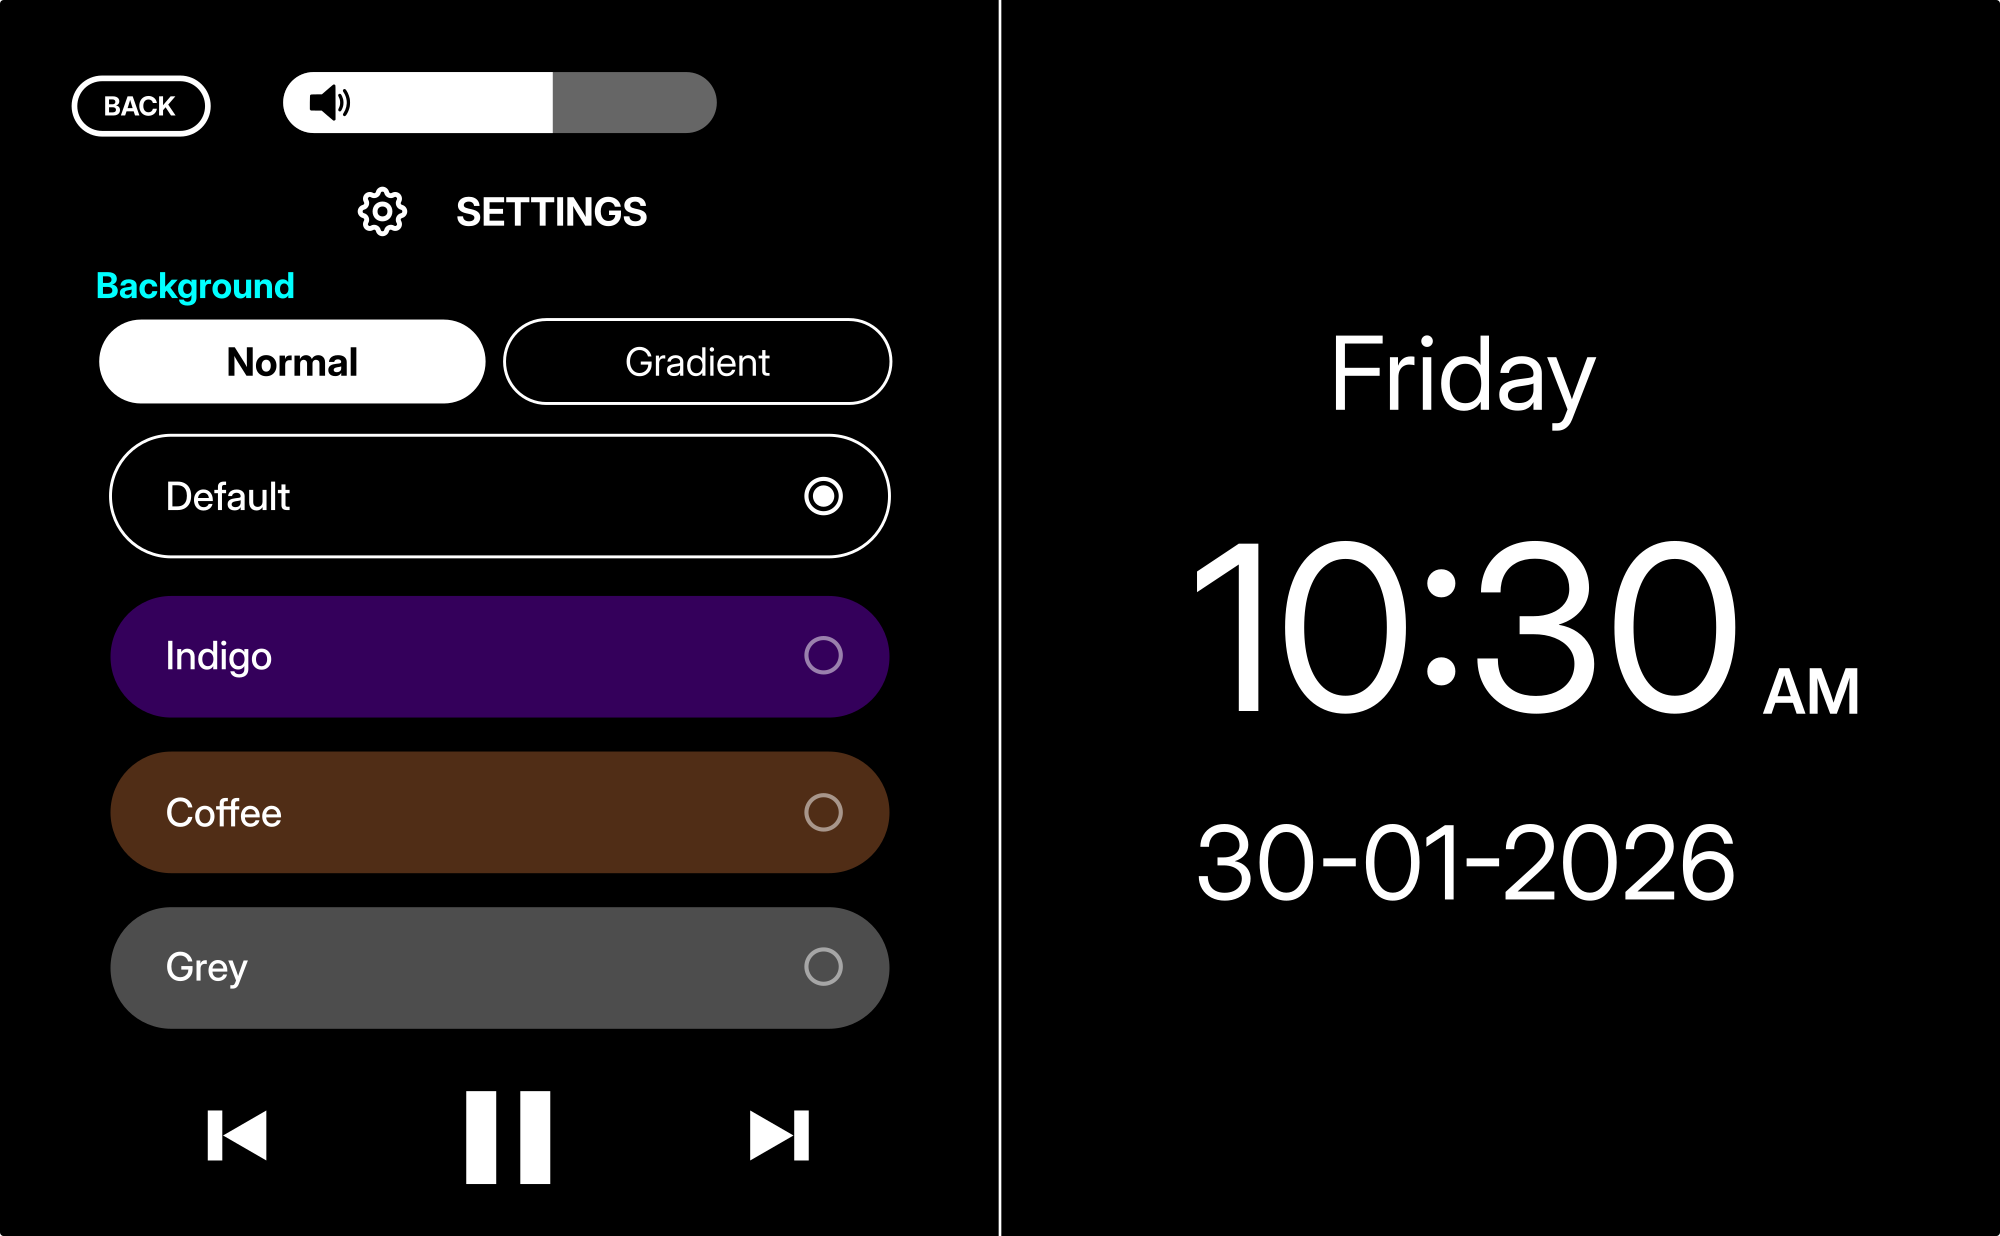 BACK
SETTINGS
Background
Normal
Gradient
Default
Indigo
Coffee
Grey
Friday
10:30 AM
30-01-2026